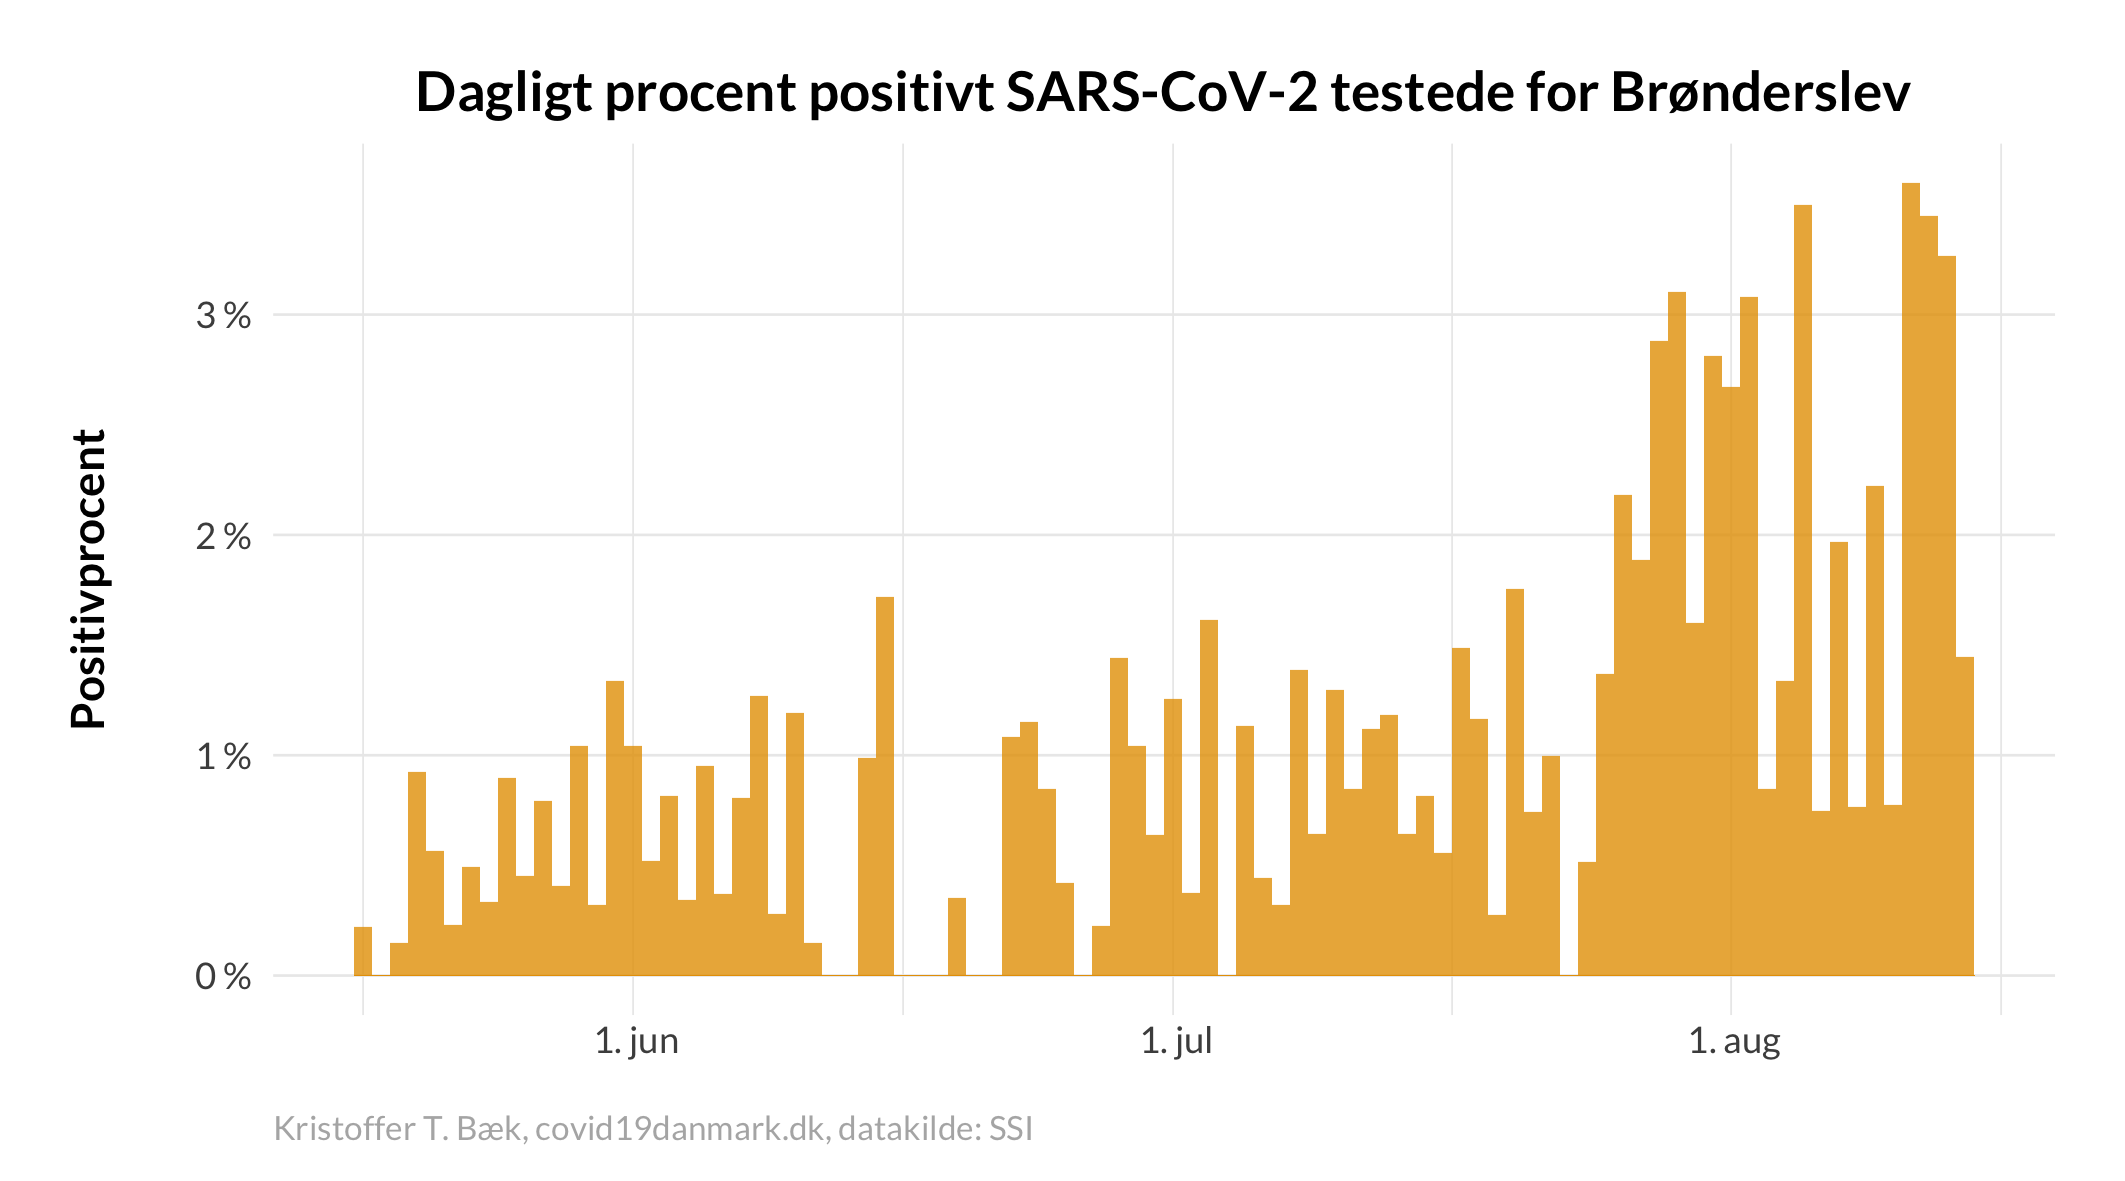 Dagligt procent positivt SARS-CoV-2 testede for Brønderslev
Positivprocent
3 %
2 %
1 %
0 %
1. jun
1. jul
1. aug
Kristoffer T. Bæk, covid19danmark.dk, datakilde: SSI